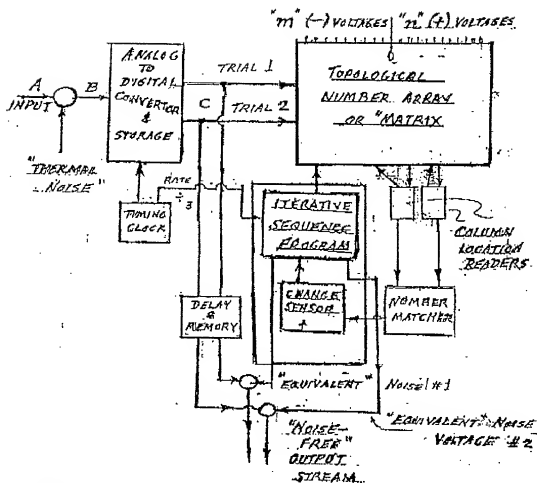 "m" (-) VOLTAGES "n" (+) VOLTAGES
0
ANALOG
TO
DIGITAL
CONVERTOR
&
STORAGE
TRIAL 1
C TRIAL 2
TOPOLOGICAL
NUMBER ARRAY
OR "MATRIX
A
INPUT
B
"THERMAL
NOISE"
TIMING
CLOCK
RATE
÷ 3
ITERATIVE
SEQUENCE
PROGRAM
COLUMN
LOCATION
READERS
CHANGE
SENSOR
NUMBER
MATCHER
DELAY
&
MEMORY
"EQUIVALENT"
NOISE #1
"EQUIVALENT" NOISE
VOLTAGE #2
"NOISE-
FREE"
OUTPUT
STREAM